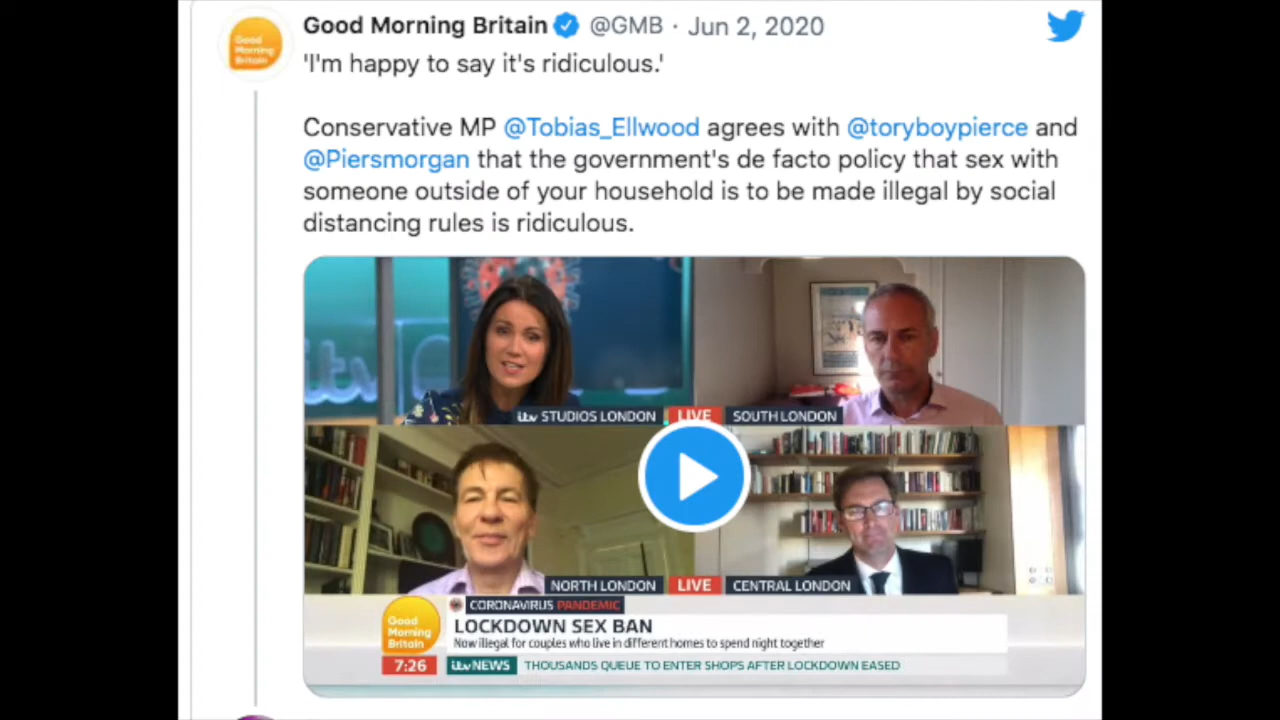 Good Morning Britain @GMB · Jun 2, 2020
'I'm happy to say it's ridiculous.'
Conservative MP @Tobias_Ellwood agrees with @toryboypierce and
@Piersmorgan that the government's de facto policy that sex with
someone outside of your household is to be made illegal by social
distancing rules is ridiculous.
Good
Morning
Britain
itv
itv STUDIOS LONDON
LIVE
SOUTH LONDON
NORTH LONDON
LIVE
CENTRAL LONDON
CORONAVIRUS PANDEMIC
Good
Morning
Britain
LOCKDOWN SEX BAN
Now illegal for couples who live in different homes to spend night together
7:26
itv NEWS THOUSANDS QUEUE TO ENTER SHOPS AFTER LOCKDOWN EASED